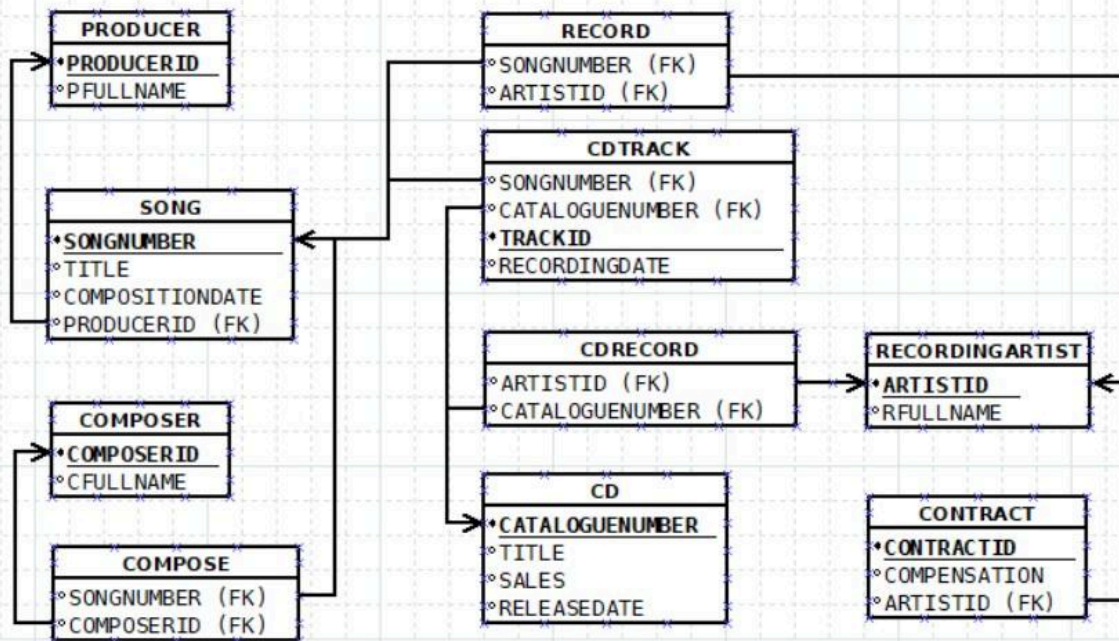 PRODUCER
PRODUCERID
PFULLNAME
SONG
SONGNUMBER
TITLE
COMPOSITIONDATE
PRODUCERID (FK)
COMPOSER
COMPOSERID
CFULLNAME
COMPOSE
SONGNUMBER (FK)
COMPOSERID (FK)
RECORD
SONGNUMBER (FK)
ARTISTID (FK)
CDTRACK
SONGNUMBER (FK)
CATALOGUENUMBER (FK)
TRACKID
RECORDINGDATE
CDRECORD
ARTISTID (FK)
CATALOGUENUMBER (FK)
CD
CATALOGUENUMBER
TITLE
SALES
RELEASEDATE
RECORDINGARTIST
ARTISTID
RFULLNAME
CONTRACT
CONTRACTID
COMPENSATION
ARTISTID (FK)